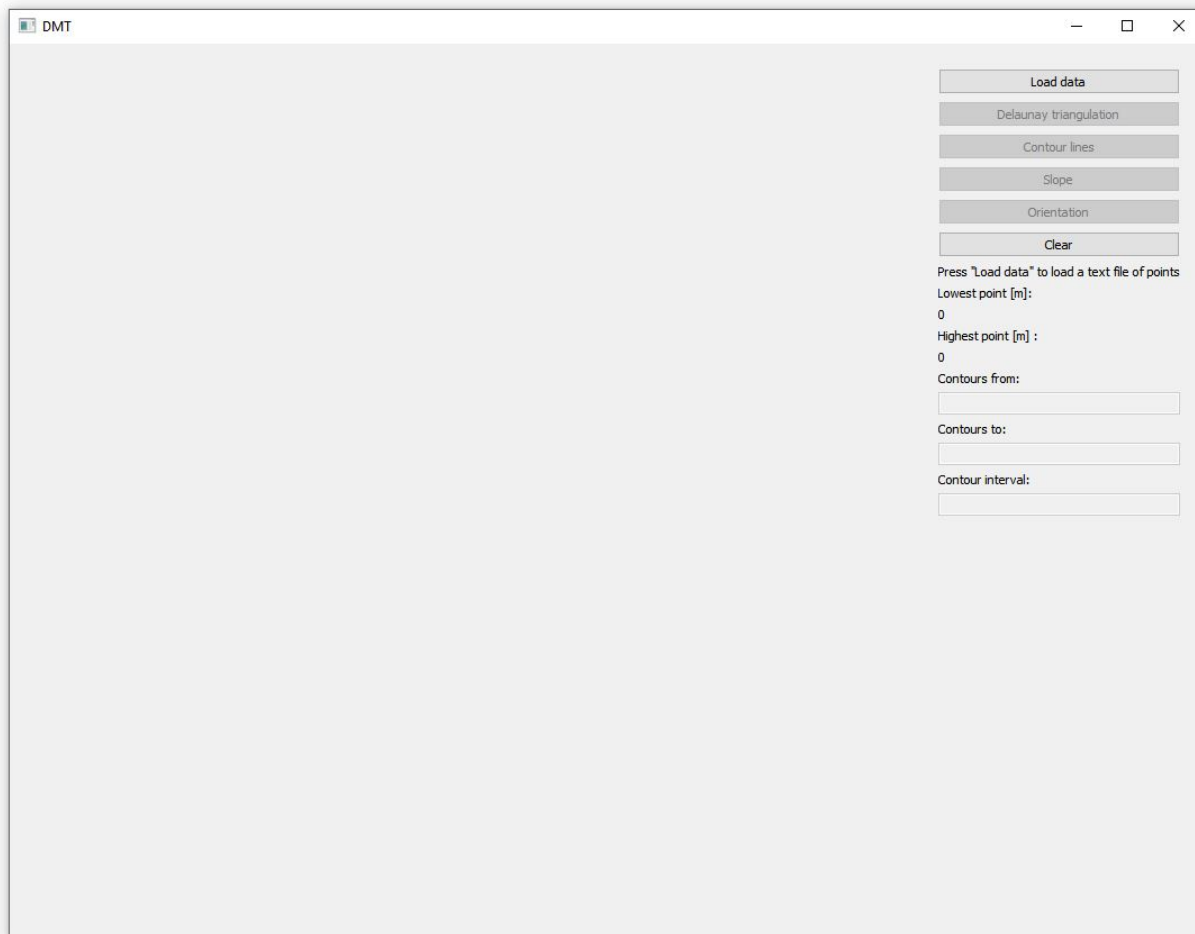 DMT
Load data
Delaunay triangulation
Contour lines
Slope
Orientation
Clear
Press "Load data" to load a text file of points
Lowest point [m]:
0
Highest point [m] :
0
Contours from:
Contours to:
Contour interval: